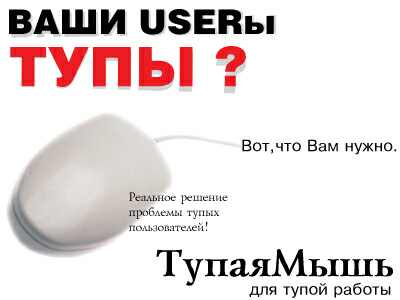 ВАШИ USERы
ТУПЫ ?
Вот,что Вам нужно.
Реальное решение
проблемы тупых
пользователей!
ТупаяМышь
для тупой работы